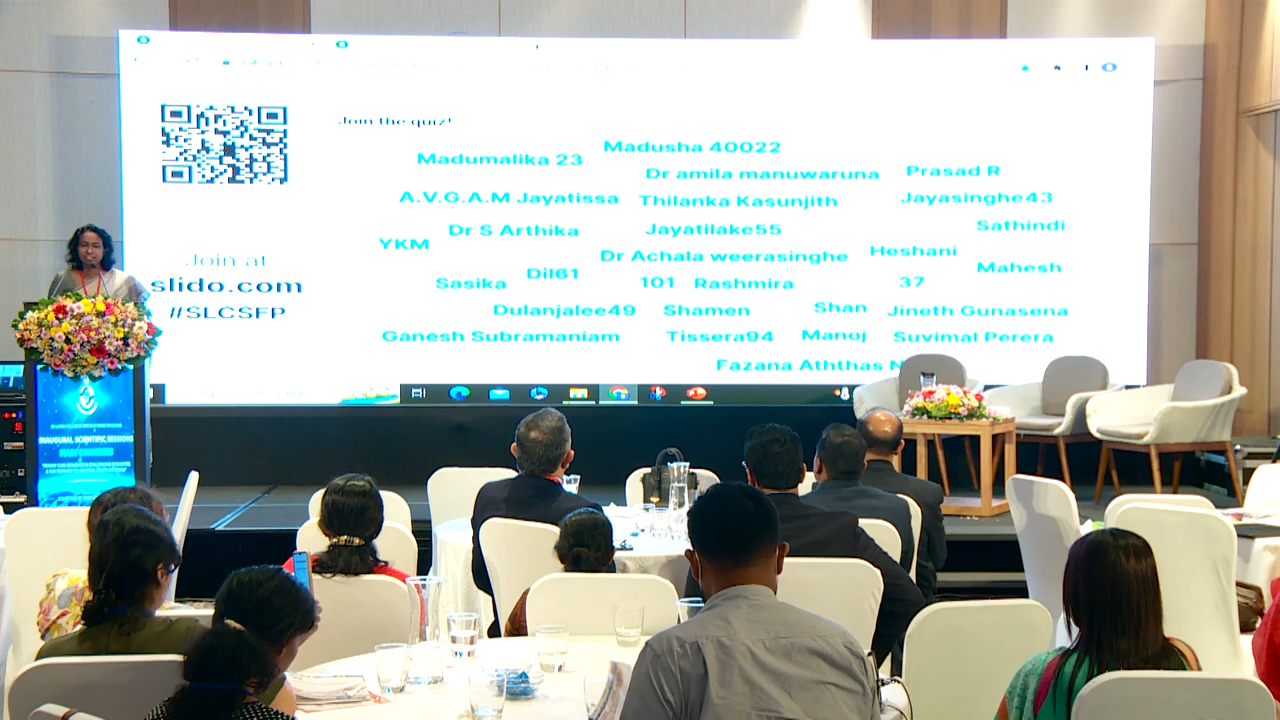 Join the quiz!
Madusha 40022
Madumalika 23
Dr amila manuwaruna
Prasad R
A.V.G.A.M Jayatissa
Thilanka Kasunjith
Jayasinghe43
Dr S Arthika
Jayatilake55
Sathindi
YKM
Dr Achala weerasinghe
Heshani
Mahesh
Dil61
Sasika
101
Rashmira
37
Dulanjalee49
Shamen
Shan
Jineth Gunasena
Ganesh Subramaniam
Tissera94
Manoj
Suvimal Perera
Fazana Aththas N
Join at
slido.com
#SLCSFP
INAUGURAL SCIENTIFIC SESSIONS